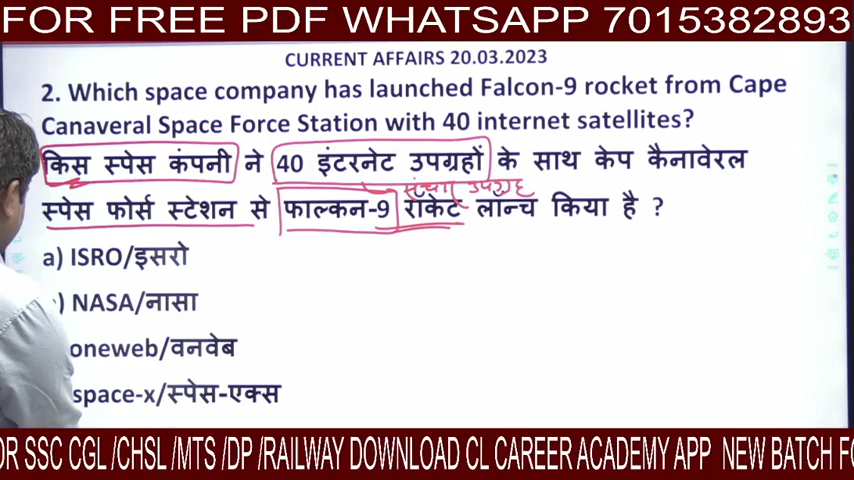 FOR FREE PDF WHATSAPP 7015382893
CURRENT AFFAIRS 20.03.2023
2. Which space company has launched Falcon-9 rocket from Cape
Canaveral Space Force Station with 40 internet satellites?
किस स्पेस कंपनी ने 40 इंटरनेट उपग्रहों के साथ केप कैनावेरल
संचार उपग्रह
स्पेस फोर्स स्टेशन से फाल्कन-9 रॉकेट लॉन्च किया है ?
a) ISRO/इसरो
) NASA/नासा
oneweb/वनवेब
space-x/स्पेस-एक्स
OR SSC CGL /CHSL /MTS /DP /RAILWAY DOWNLOAD CL CAREER ACADEMY APP NEW BATCH FO